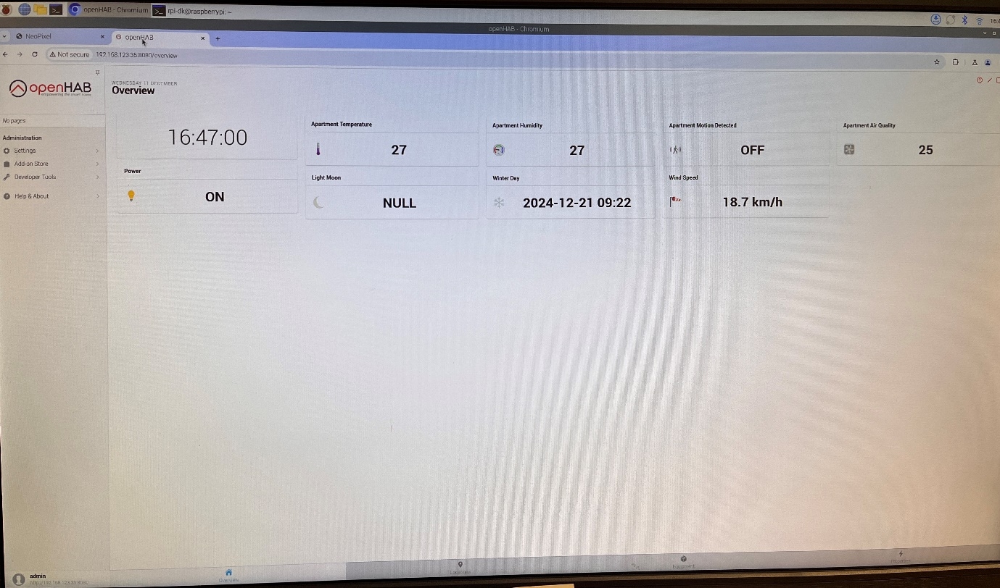 openHAB - Chromium
rpi-dk@raspberrypi: ~
openHAB - Chromium
NeoPixel
openHAB
Not secure
192.168.123.35:8080/overview
openHAB
empowering the smart home
WEDNESDAY 11 DECEMBER
Overview
No pages
Administration
Settings
Add-on Store
Developer Tools
Help & About
16:47:00
Apartment Temperature
27
Apartment Humidity
27
Apartment Motion Detected
OFF
Apartment Air Quality
25
Power
ON
Light Moon
NULL
Winter Day
2024-12-21 09:22
Wind Speed
18.7 km/h
admin
http://192.168.123.35:8080
Overview
Locations
Equipment
Properties